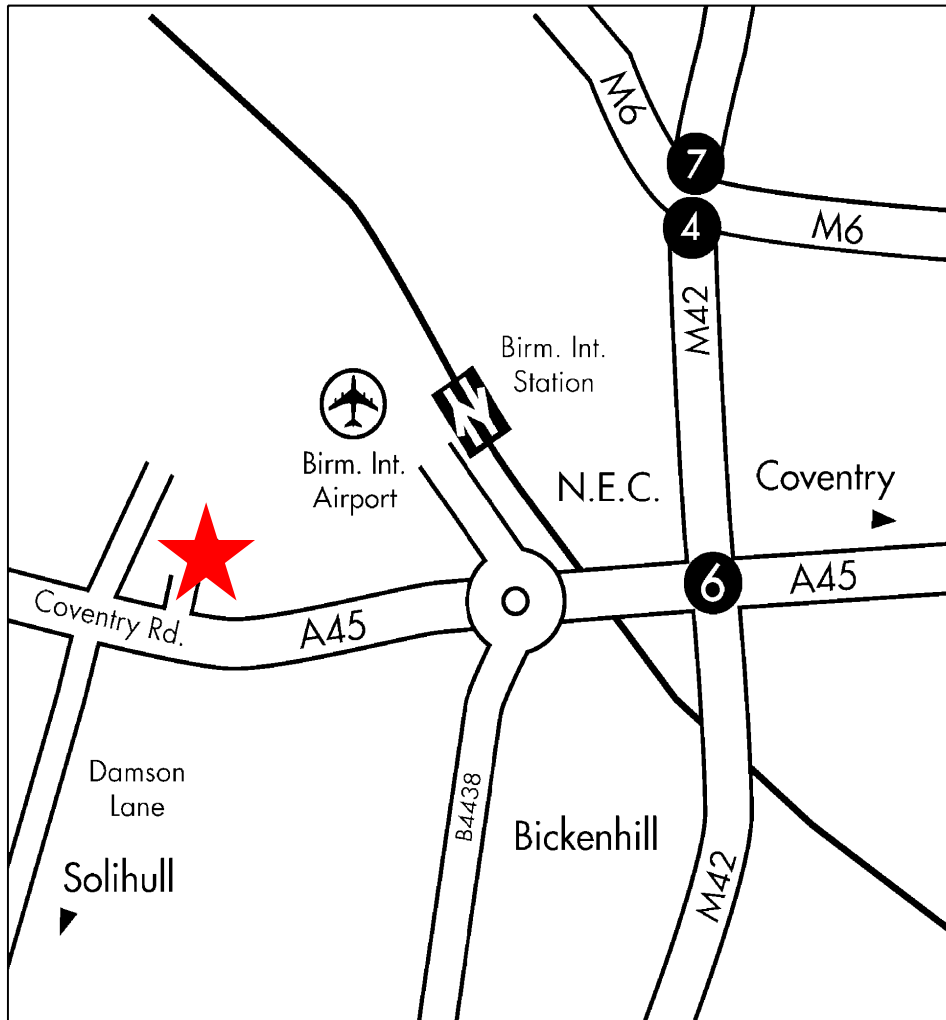 M6
7
4
M6
M42
Birm. Int.
Station
Birm. Int.
Airport
N.E.C.
Coventry
6
A45
Coventry Rd.
A45
Damson
Lane
B4438
Bickenhill
Solihull
M42